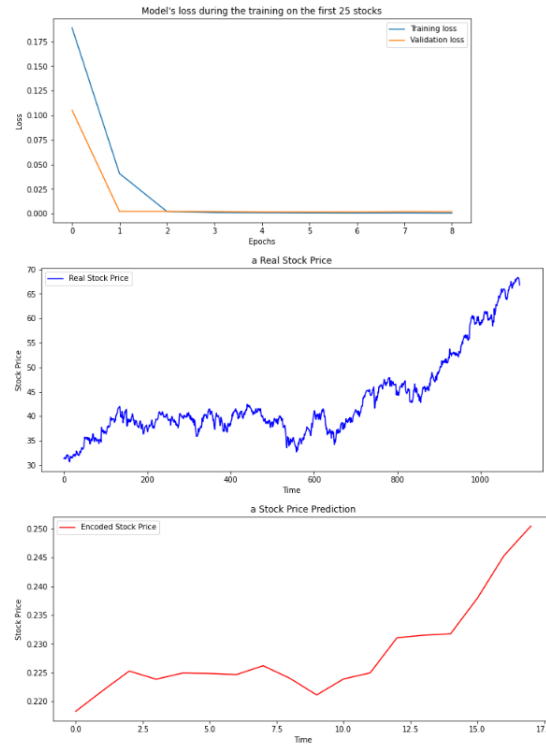 Model's loss during the training on the first 25 stocks
Training loss
Validation loss
0.175
0.150
0.125
0.100
0.075
0.050
0.025
0.000
Loss
0 1 2 3 4 5 6 7 8
Epochs
a Real Stock Price
Real Stock Price
70
65
60
55
50
45
40
35
30
Stock Price
0 200 400 600 800 1000
Time
a Stock Price Prediction
Encoded Stock Price
0.250
0.245
0.240
0.235
0.230
0.225
0.220
Stock Price
0.0 2.5 5.0 7.5 10.0 12.5 15.0 17.5
Time